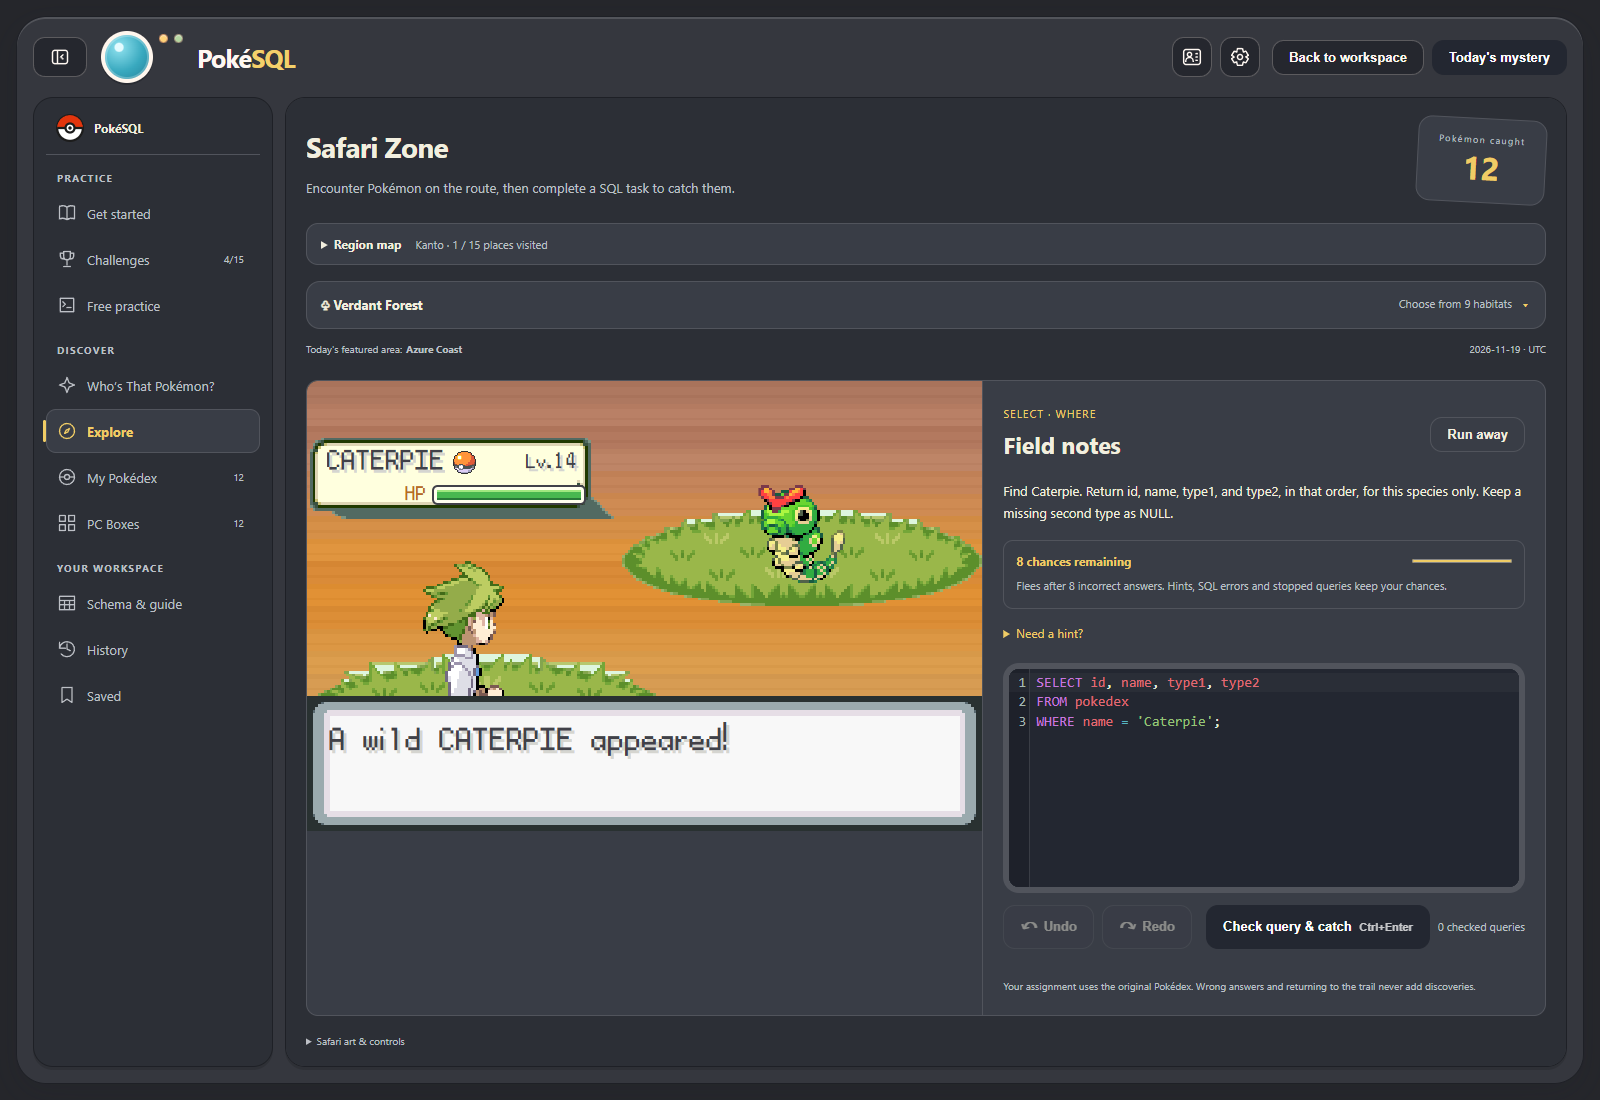 PokéSQL
Back to workspace
Today's mystery
PokéSQL
PRACTICE
Get started
Challenges 4/15
Free practice
DISCOVER
Who's That Pokémon?
Explore
My Pokédex 12
PC Boxes 12
YOUR WORKSPACE
Schema & guide
History
Saved
Safari Zone
Encounter Pokémon on the route, then complete a SQL task to catch them.
Pokémon caught
12
Region map Kanto · 1 / 15 places visited
Verdant Forest
Choose from 9 habitats
Today's featured area: Azure Coast
2026-11-19 · UTC
CATERPIE Lv.14
HP
A wild CATERPIE appeared!
SELECT · WHERE
Field notes
Run away
Find Caterpie. Return id, name, type1, and type2, in that order, for this species only. Keep a
missing second type as NULL.
8 chances remaining
Flees after 8 incorrect answers. Hints, SQL errors and stopped queries keep your chances.
Need a hint?
1 SELECT id, name, type1, type2
2 FROM pokedex
3 WHERE name = 'Caterpie';
Undo
Redo
Check query & catch Ctrl+Enter
0 checked queries
Your assignment uses the original Pokédex. Wrong answers and returning to the trail never add discoveries.
Safari art & controls